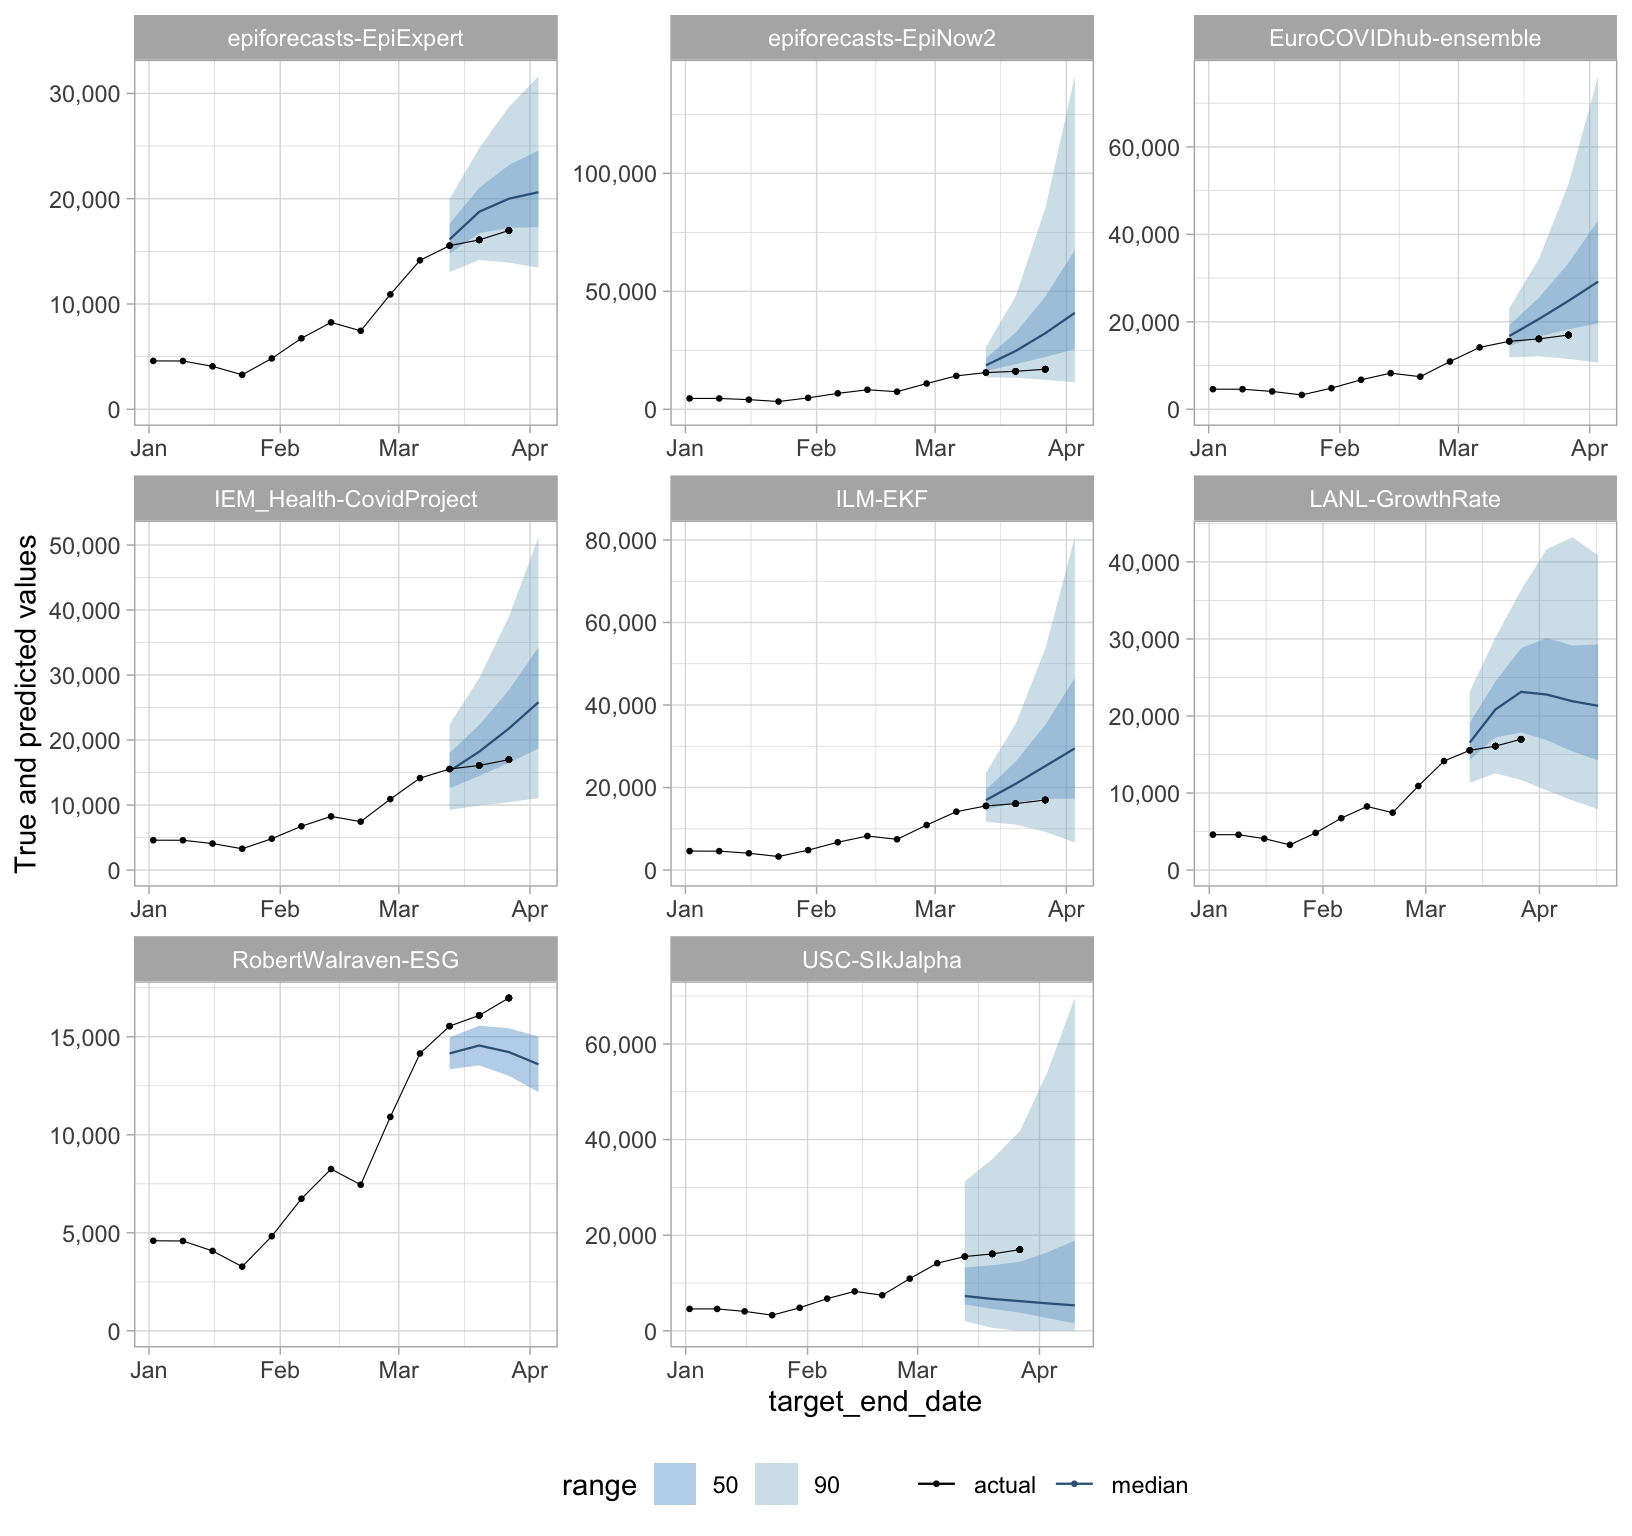 epiforecasts-EpiExpert
epiforecasts-EpiNow2
EuroCOVIDhub-ensemble
30,000
20,000
10,000
0
100,000
50,000
0
60,000
40,000
20,000
0
Jan Feb Mar Apr
Jan Feb Mar Apr
Jan Feb Mar Apr
True and predicted values
IEM_Health-CovidProject
ILM-EKF
LANL-GrowthRate
50,000
40,000
30,000
20,000
10,000
0
80,000
60,000
40,000
20,000
0
40,000
30,000
20,000
10,000
0
Jan Feb Mar Apr
Jan Feb Mar Apr
Jan Feb Mar Apr
RobertWalraven-ESG
USC-SIkJalpha
15,000
10,000
5,000
0
60,000
40,000
20,000
0
Jan Feb Mar Apr
Jan Feb Mar Apr
target_end_date
range 50 90 actual median